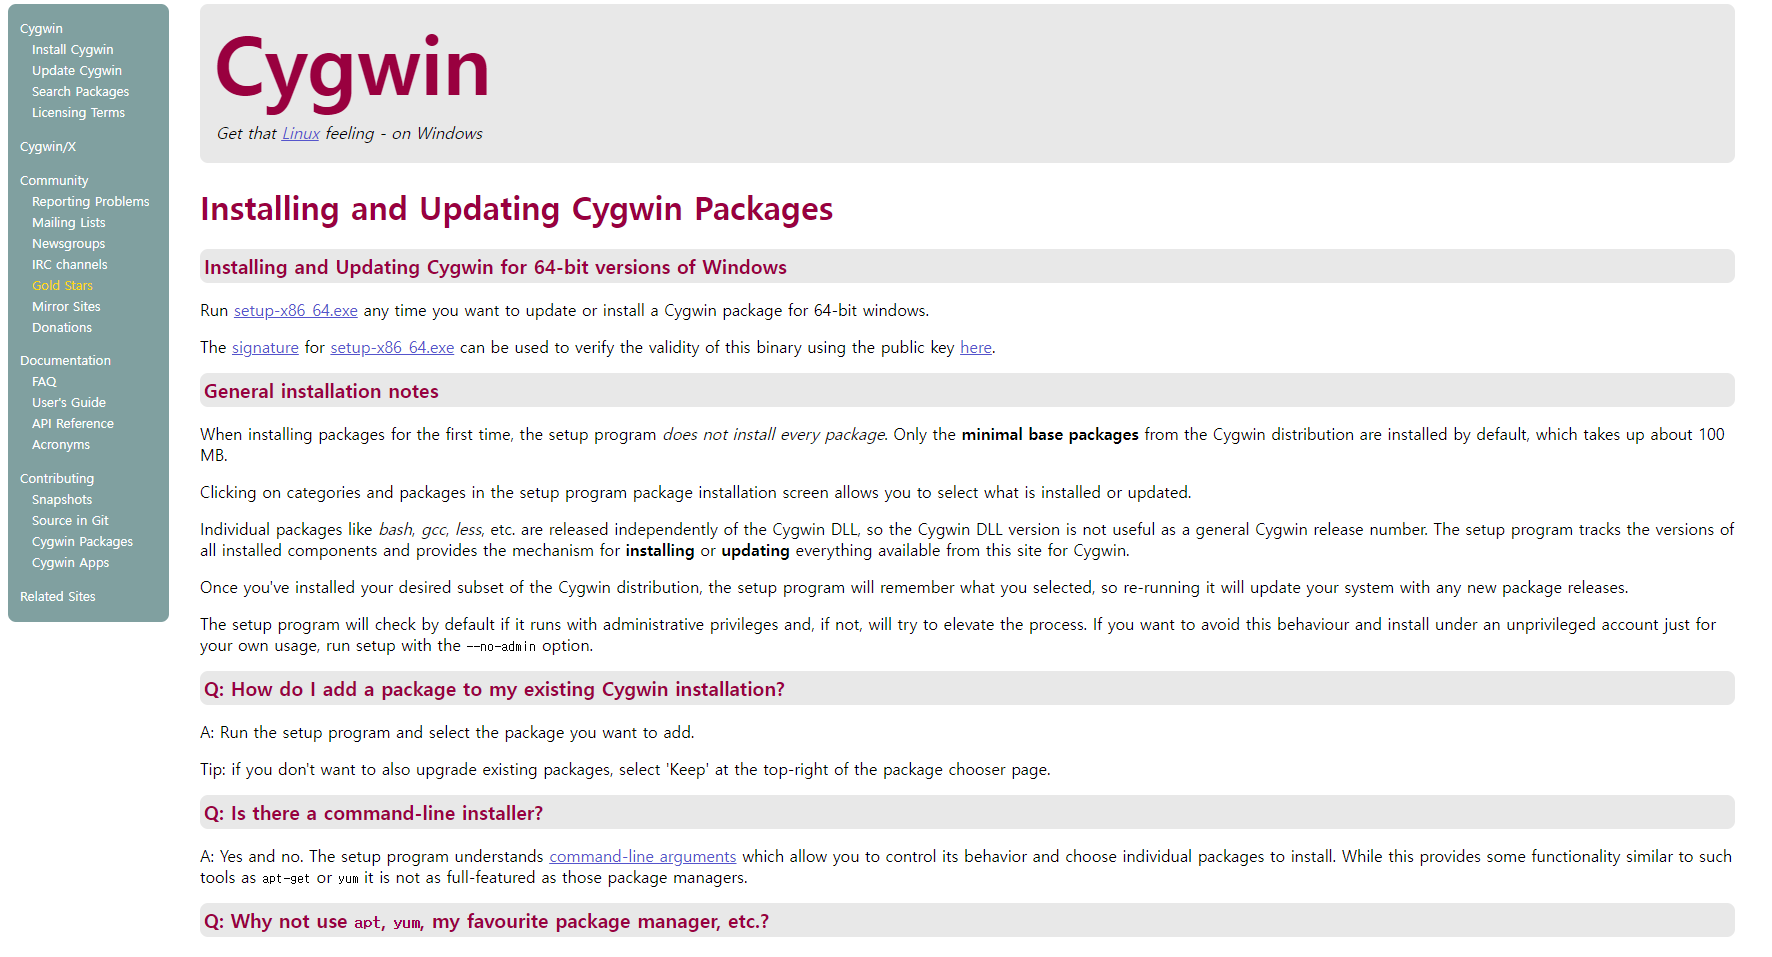 Cygwin
Install Cygwin
Update Cygwin
Search Packages
Licensing Terms
Cygwin/X
Community
Reporting Problems
Mailing Lists
Newsgroups
IRC channels
Gold Stars
Mirror Sites
Donations
Documentation
FAQ
User's Guide
API Reference
Acronyms
Contributing
Snapshots
Source in Git
Cygwin Packages
Cygwin Apps
Related Sites
Cygwin
Get that Linux feeling - on Windows
Installing and Updating Cygwin Packages
Installing and Updating Cygwin for 64-bit versions of Windows
Run setup-x86_64.exe any time you want to update or install a Cygwin package for 64-bit windows.
The signature for setup-x86_64.exe can be used to verify the validity of this binary using the public key here.
General installation notes
When installing packages for the first time, the setup program does not install every package. Only the minimal base packages from the Cygwin distribution are installed by default, which takes up about 100
MB.
Clicking on categories and packages in the setup program package installation screen allows you to select what is installed or updated.
Individual packages like bash, gcc, less, etc. are released independently of the Cygwin DLL, so the Cygwin DLL version is not useful as a general Cygwin release number. The setup program tracks the versions of
all installed components and provides the mechanism for installing or updating everything available from this site for Cygwin.
Once you've installed your desired subset of the Cygwin distribution, the setup program will remember what you selected, so re-running it will update your system with any new package releases.
The setup program will check by default if it runs with administrative privileges and, if not, will try to elevate the process. If you want to avoid this behaviour and install under an unprivileged account just for
your own usage, run setup with the --no-admin option.
Q: How do I add a package to my existing Cygwin installation?
A: Run the setup program and select the package you want to add.
Tip: if you don't want to also upgrade existing packages, select 'Keep' at the top-right of the package chooser page.
Q: Is there a command-line installer?
A: Yes and no. The setup program understands command-line arguments which allow you to control its behavior and choose individual packages to install. While this provides some functionality similar to such
tools as apt-get or yum it is not as full-featured as those package managers.
Q: Why not use apt, yum, my favourite package manager, etc.?